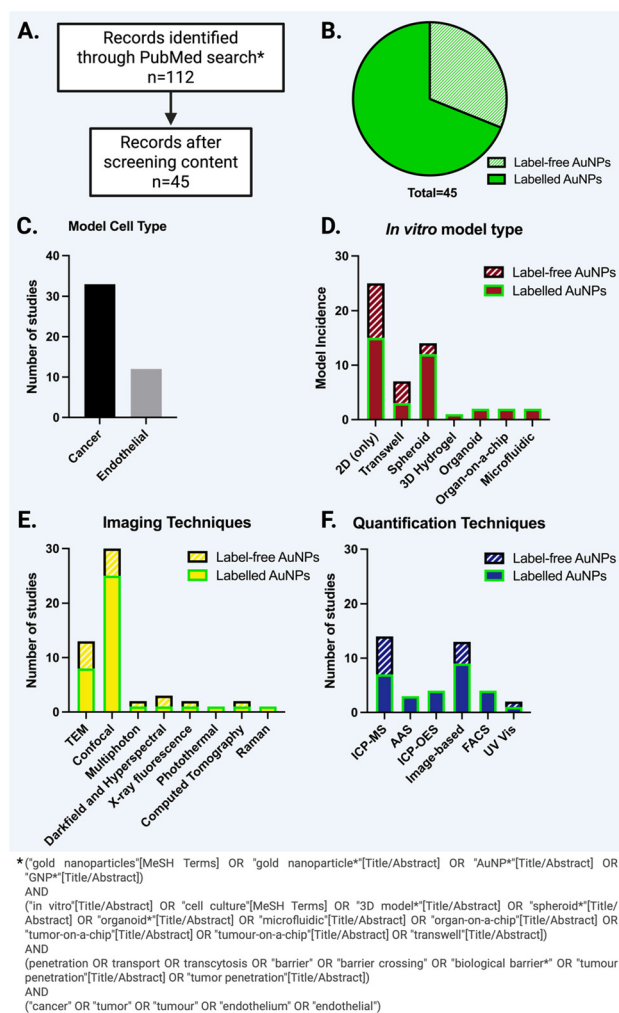 A.
Records identified
through PubMed search*
n=112
Records after
screening content
n=45
B.
Label-free AuNPs
Labelled AuNPs
Total=45
C.
Model Cell Type
Number of studies
40
30
20
10
0
Cancer
Endothelial
D.
In vitro model type
Model Incidence
30
20
10
0
Label-free AuNPs
Labelled AuNPs
2D (only)
Transwell
Spheroid
3D Hydrogel
Organoid
Organ-on-a-chip
Microfluidic
E.
Imaging Techniques
Number of studies
30
20
10
0
Label-free AuNPs
Labelled AuNPs
TEM
Confocal
Multiphoton
Darkfield and Hyperspectral
X-ray fluorescence
Photothermal
Computed Tomography
Raman
F.
Quantification Techniques
Number of studies
30
20
10
0
Label-free AuNPs
Labelled AuNPs
ICP-MS
AAS
ICP-OES
Image-based
FACS
UV Vis
*("gold nanoparticles"[MeSH Terms] OR "gold nanoparticle*"[Title/Abstract] OR "AuNP*"[Title/Abstract] OR
"GNP*"[Title/Abstract])
AND
("in vitro"[Title/Abstract] OR "cell culture"[MeSH Terms] OR "3D model*"[Title/Abstract] OR "spheroid*"[Title/
Abstract] OR "organoid*"[Title/Abstract] OR "microfluidic"[Title/Abstract] OR "organ-on-a-chip"[Title/Abstract] OR
"tumor-on-a-chip"[Title/Abstract] OR "tumour-on-a-chip"[Title/Abstract] OR "transwell"[Title/Abstract])
AND
(penetration OR transport OR transcytosis OR "barrier" OR "barrier crossing" OR "biological barrier*" OR "tumour
penetration"[Title/Abstract] OR "tumor penetration"[Title/Abstract])
AND
("cancer" OR "tumor" OR "tumour" OR "endothelium" OR "endothelial")